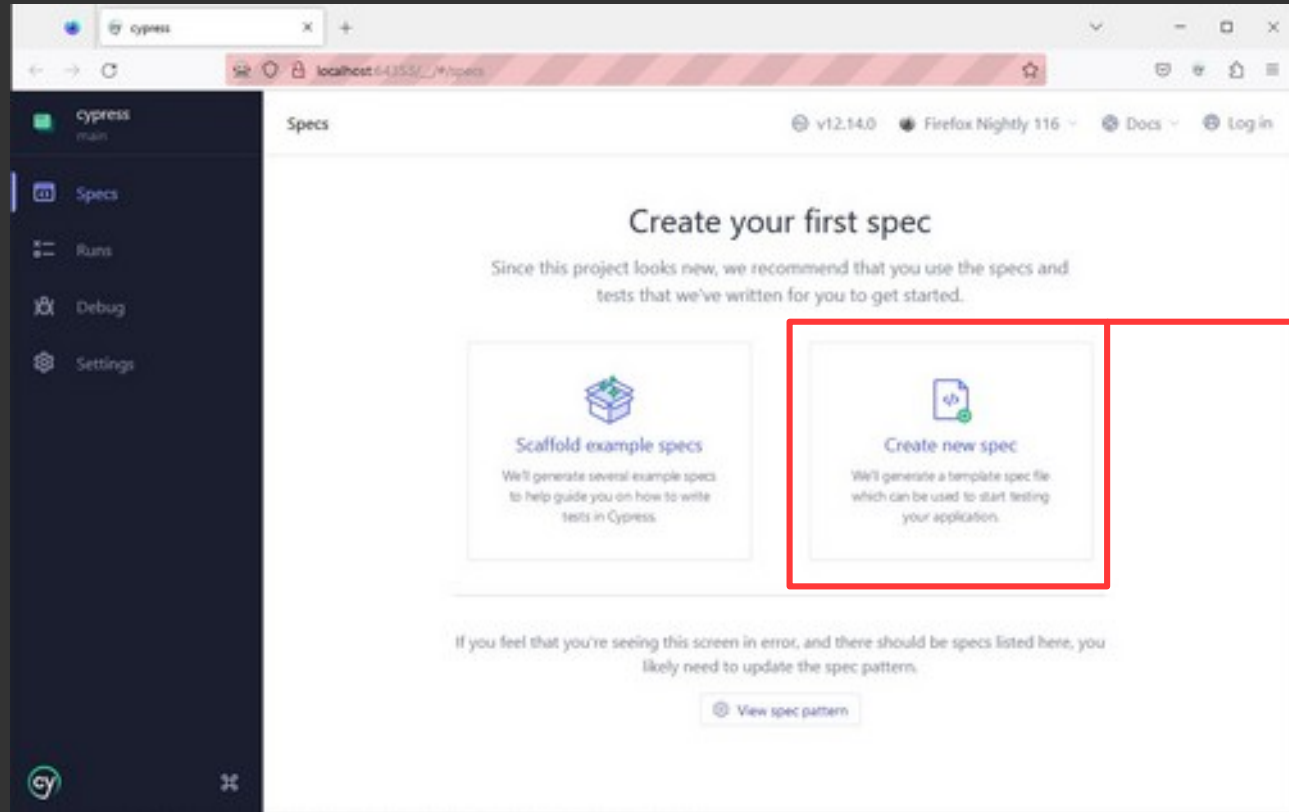 cypress
localhost:64353/__/#/specs
cypress
main
Specs
Runs
Debug
Settings
cy
Specs
v12.14.0
Firefox Nightly 116
Docs
Log in
Create your first spec
Since this project looks new, we recommend that you use the specs and
tests that we've written for you to get started.
Scaffold example specs
We'll generate several example specs
to help guide you on how to write
tests in Cypress.
Create new spec
We'll generate a template spec file
which can be used to start testing
your application.
If you feel that you're seeing this screen in error, and there should be specs listed here, you
likely need to update the spec pattern.
View spec pattern